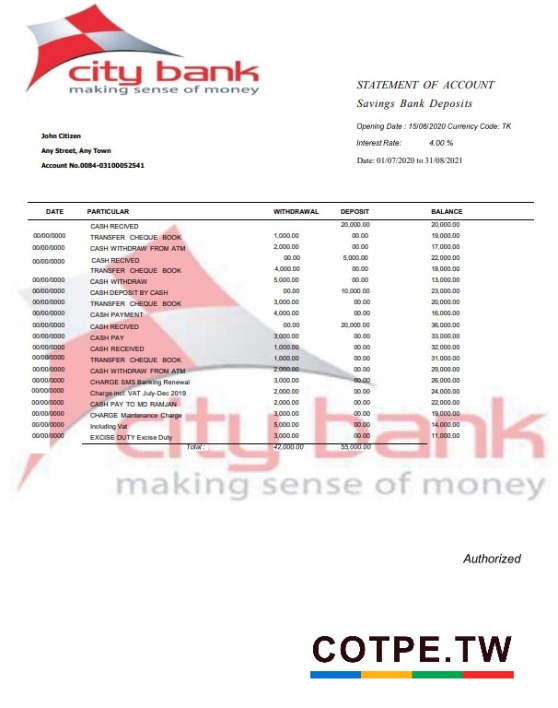 city bank
making sense of money
STATEMENT OF ACCOUNT
Savings Bank Deposits
Opening Date : 15/06/2020 Currency Code: TK
Interest Rate: 4.00 %
Date: 01/07/2020 to 31/08/2021
John Citizen
Any Street, Any Town
Account No.0084-03100052541
DATE PARTICULAR WITHDRAWAL DEPOSIT BALANCE
CASH RECIVED 20,000.00 20,000.00
00/00/0000 TRANSFER CHEQUE BOOK 1,000.00 00.00 19,000.00
00/00/0000 CASH WITHDRAW FROM ATM 2,000.00 00.00 17,000.00
00/00/0000 CASH RECIVED 00.00 5,000.00 22,000.00
TRANSFER CHEQUE BOOK 4,000.00 00.00 18,000.00
00/00/0000 CASH WITHDRAW 5,000.00 00.00 13,000.00
00/00/0000 CASH DEPOSIT BY CASH 00.00 10,000.00 23,000.00
00/00/0000 TRANSFER CHEQUE BOOK 3,000.00 00.00 20,000.00
00/00/0000 CASH PAYMENT 4,000.00 00.00 16,000.00
00/00/0000 CASH RECIVED 00.00 20,000.00 36,000.00
00/00/0000 CASH PAY 3,000.00 00.00 33,000.00
00/00/0000 CASH RECEIVED 1,000.00 00.00 32,000.00
00/00/0000 TRANSFER CHEQUE BOOK 1,000.00 00.00 31,000.00
00/00/0000 CASH WITHDRAW FROM ATM 2,000.00 00.00 29,000.00
00/00/0000 CHARGE SMS Banking Renewal 3,000.00 00.00 26,000.00
00/00/0000 Charge incl. VAT July-Dec 2019 2,000.00 00.00 24,000.00
00/00/0000 CASH PAY TO MD RAMJAN 2,000.00 00.00 22,000.00
00/00/0000 CHARGE Maintenance Charge 3,000.00 00.00 19,000.00
00/00/0000 Including Vat 5,000.00 00.00 14,000.00
00/00/0000 EXCISE DUTY Excise Duty 3,000.00 00.00 11,000.00
Total : 42,000.00 55,000.00
city bank
making sense of money
Authorized
COTPE.TW